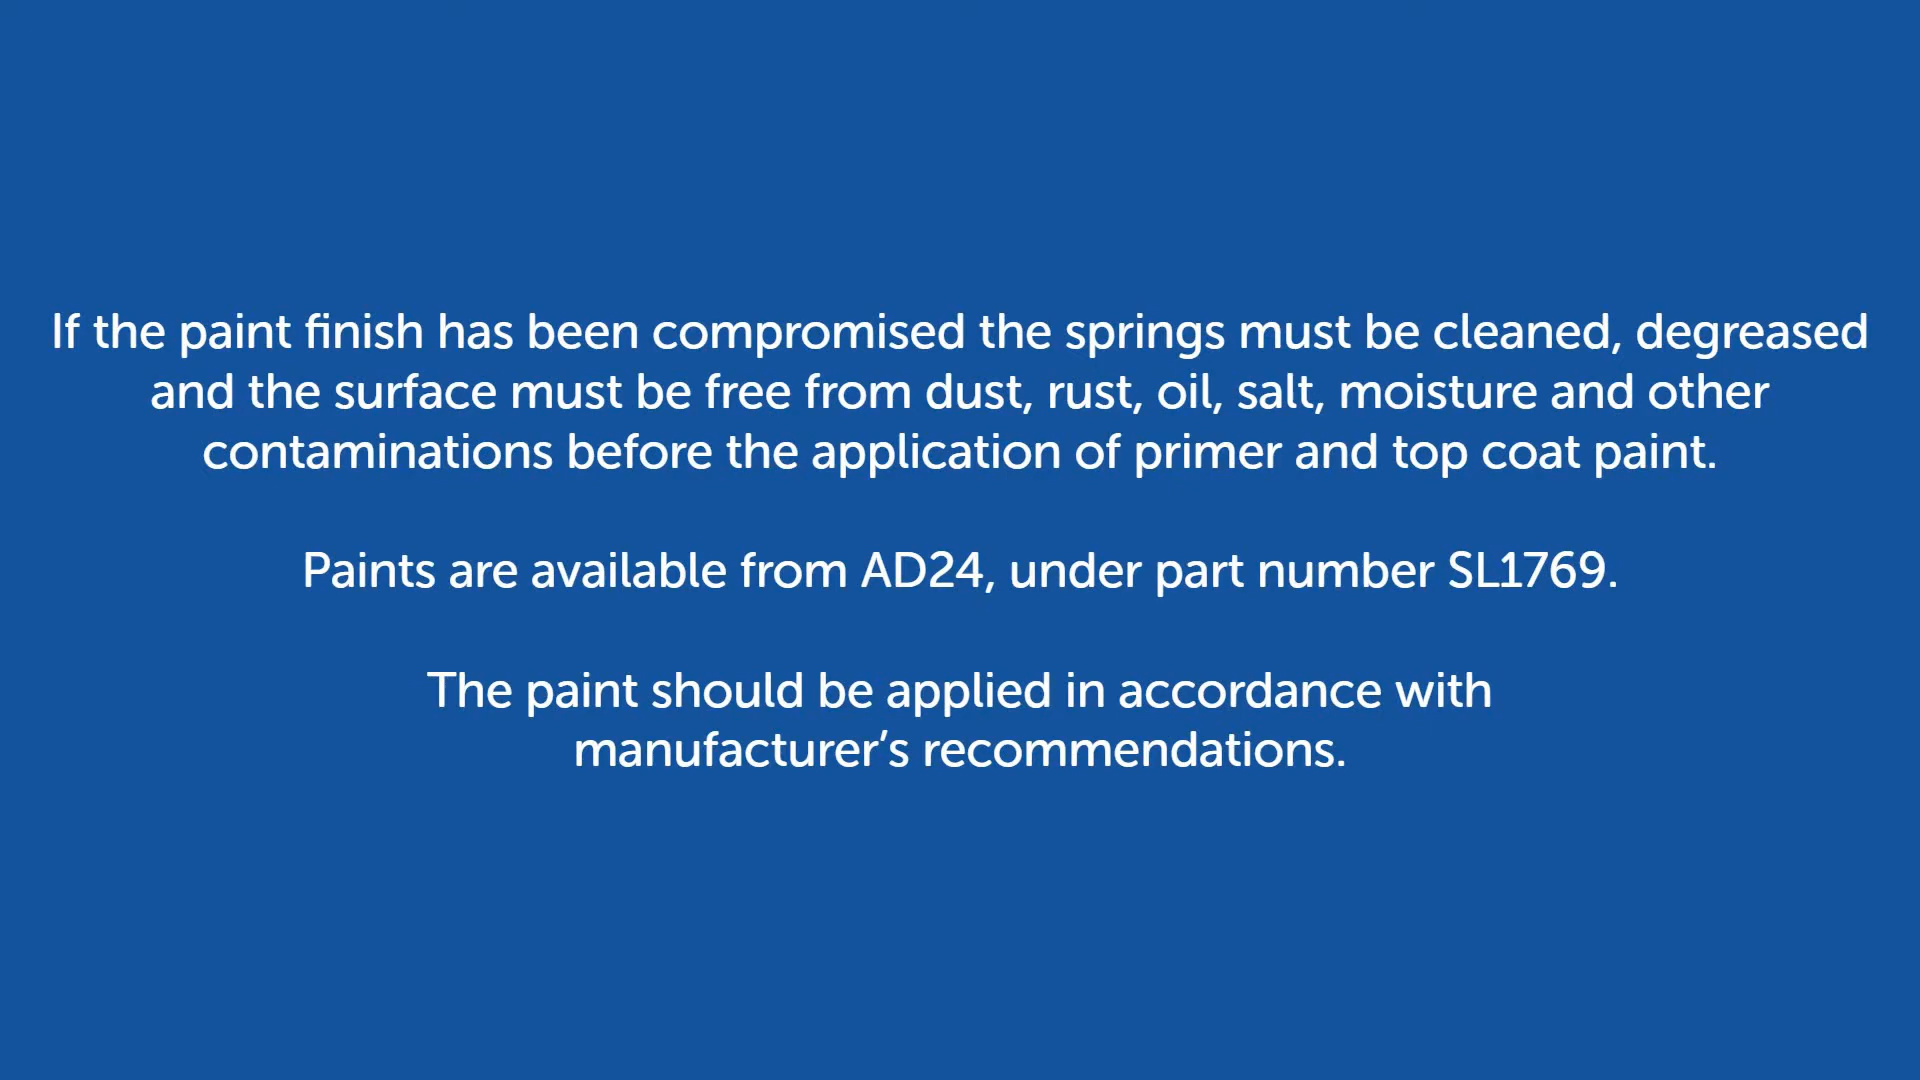 If the paint finish has been compromised the springs must be cleaned, degreased
and the surface must be free from dust, rust, oil, salt, moisture and other
contaminations before the application of primer and top coat paint.
Paints are available from AD24, under part number SL1769.
The paint should be applied in accordance with
manufacturer’s recommendations.